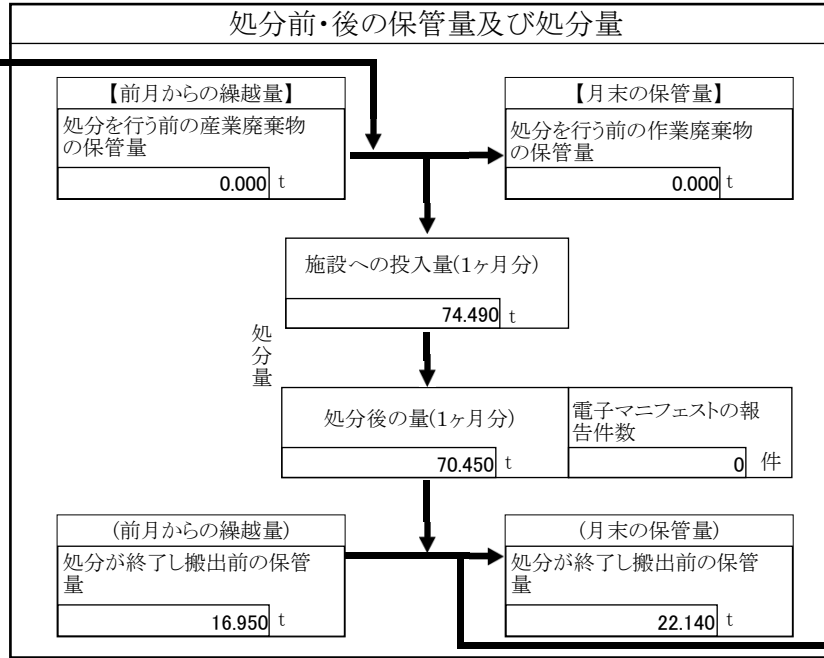 処分前・後の保管量及び処分量
【前月からの繰越量】
処分を行う前の産業廃棄物
の保管量
0.000 t
【月末の保管量】
処分を行う前の作業廃棄物
の保管量
0.000 t
施設への投入量(1ヶ月分)
74.490 t
処分量
処分後の量(1ヶ月分)
70.450 t
電子マニフェストの報
告件数
0 件
(前月からの繰越量)
処分が終了し搬出前の保管
量
16.950 t
(月末の保管量)
処分が終了し搬出前の保管
量
22.140 t